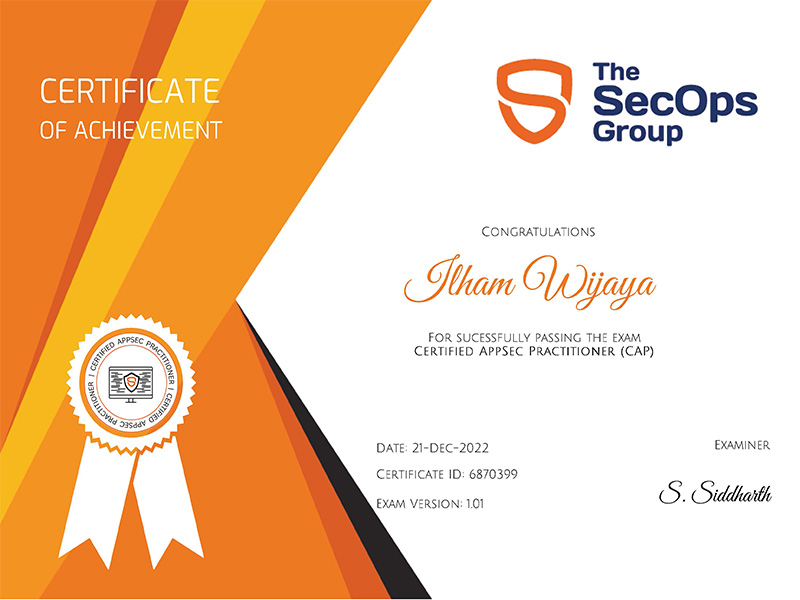 CERTIFICATE
OF ACHIEVEMENT
The
SecOps
Group
CONGRATULATIONS
Ilham Wijaya
FOR SUCESSFULLY PASSING THE EXAM
CERTIFIED APPSEC PRACTITIONER (CAP)
/ CERTIFIED APPSEC PRACTITIONER / CERTIFIED APPSEC PRACTITIONER
DATE: 21-DEC-2022
CERTIFICATE ID: 6870399
EXAM VERSION: 1.01
EXAMINER
S. Siddharth